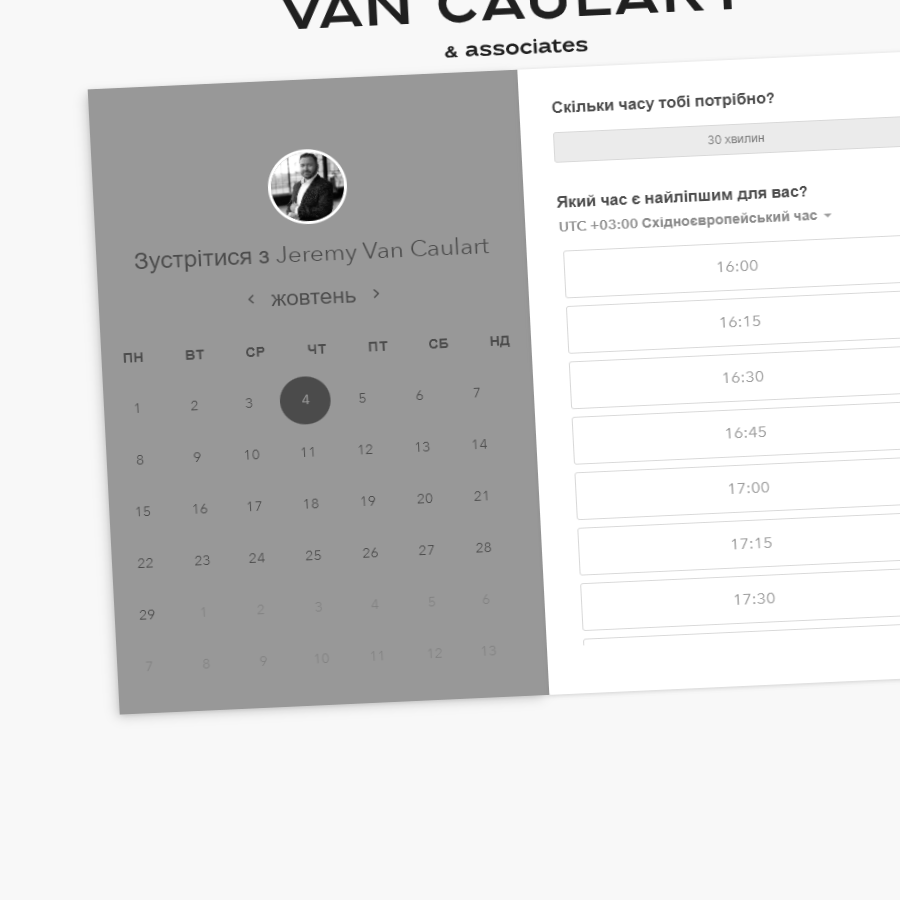 VAN CAULART
& associates
Зустрітися з Jeremy Van Caulart
‹ жовтень ›
ПН ВТ СР ЧТ ПТ СБ НД
1 2 3 4 5 6 7
8 9 10 11 12 13 14
15 16 17 18 19 20 21
22 23 24 25 26 27 28
29 1 2 3 4 5 6
7 8 9 10 11 12 13
Скільки часу тобі потрібно?
30 хвилин
Який час є найліпшим для вас?
UTC +03:00 Східноєвропейський час
16:00
16:15
16:30
16:45
17:00
17:15
17:30